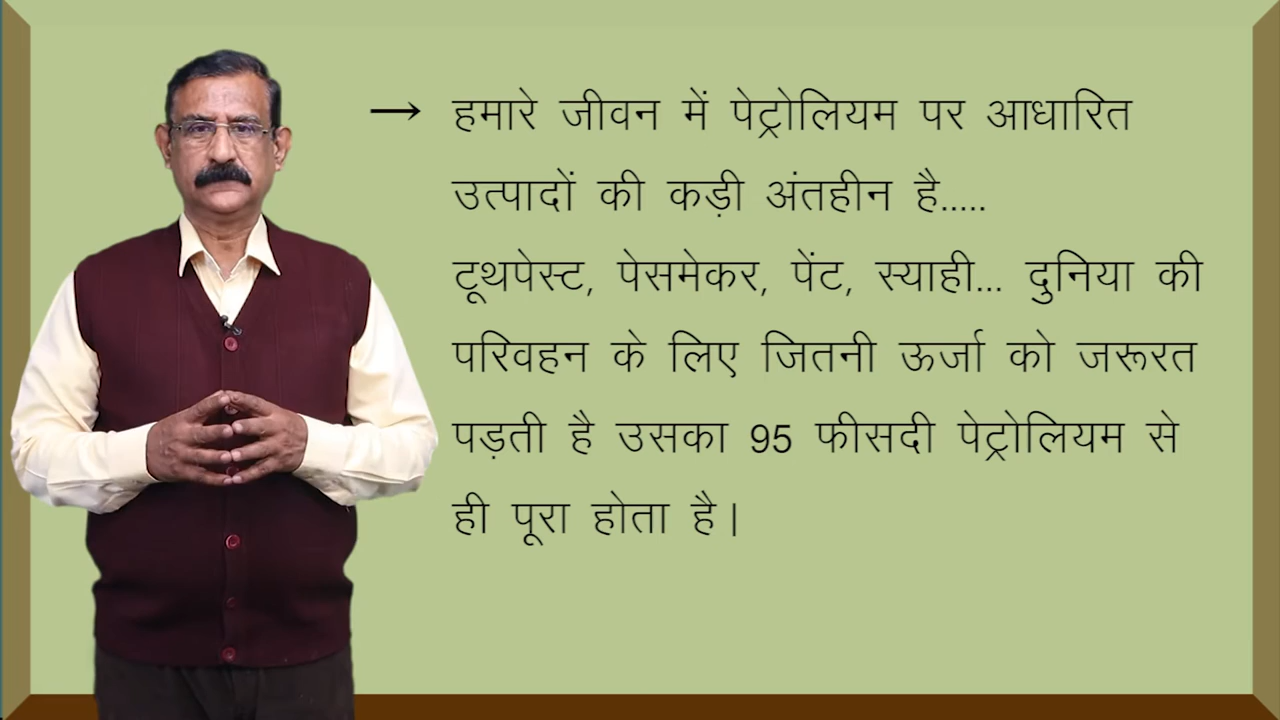 → हमारे जीवन में पेट्रोलियम पर आधारित
उत्पादों की कड़ी अंतहीन है.....
टूथपेस्ट, पेसमेकर, पेंट, स्याही... दुनिया की
परिवहन के लिए जितनी ऊर्जा को जरूरत
पड़ती है उसका 95 फीसदी पेट्रोलियम से
ही पूरा होता है।